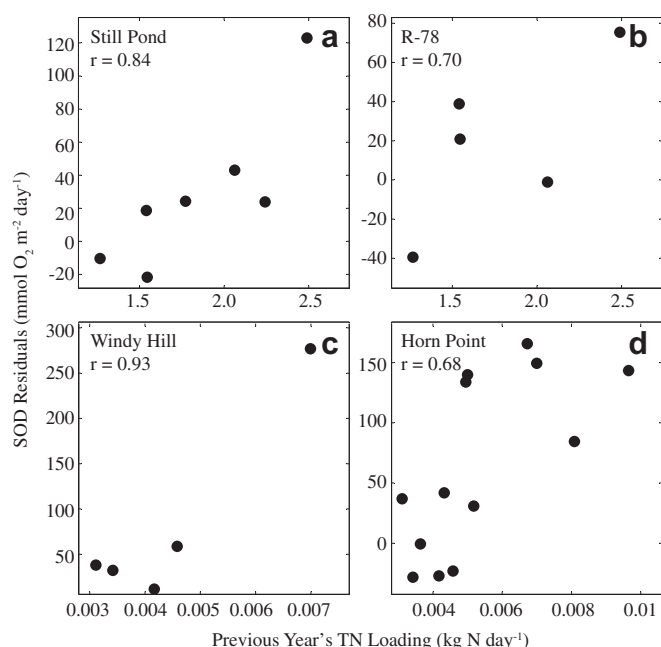 Still Pond
r = 0.84
a
120
100
80
60
40
20
0
-20
1.5
2.0
2.5
R-78
r = 0.70
b
80
60
40
20
0
-20
-40
1.5
2.0
2.5
Windy Hill
r = 0.93
c
300
250
200
150
100
50
0.003
0.004
0.005
0.006
0.007
Horn Point
r = 0.68
d
150
100
50
0
0.004
0.006
0.008
0.01
SOD Residuals (mmol O₂ m⁻² day⁻¹)
Previous Year's TN Loading (kg N day⁻¹)